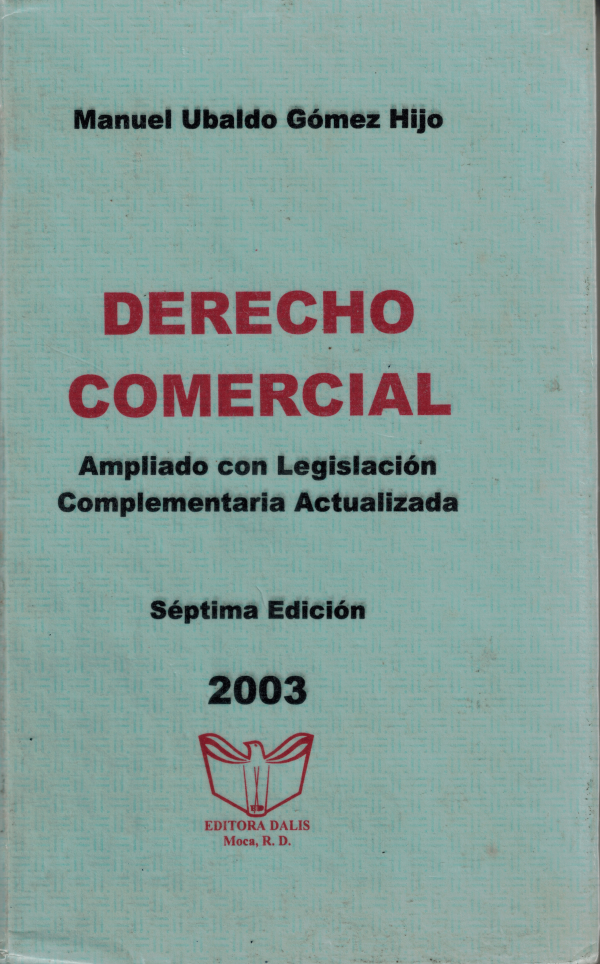 Manuel Ubaldo Gómez Hijo
DERECHO
COMERCIAL
Ampliado con Legislación
Complementaria Actualizada
Séptima Edición
2003
EDITORA DALIS
Moca, R. D.